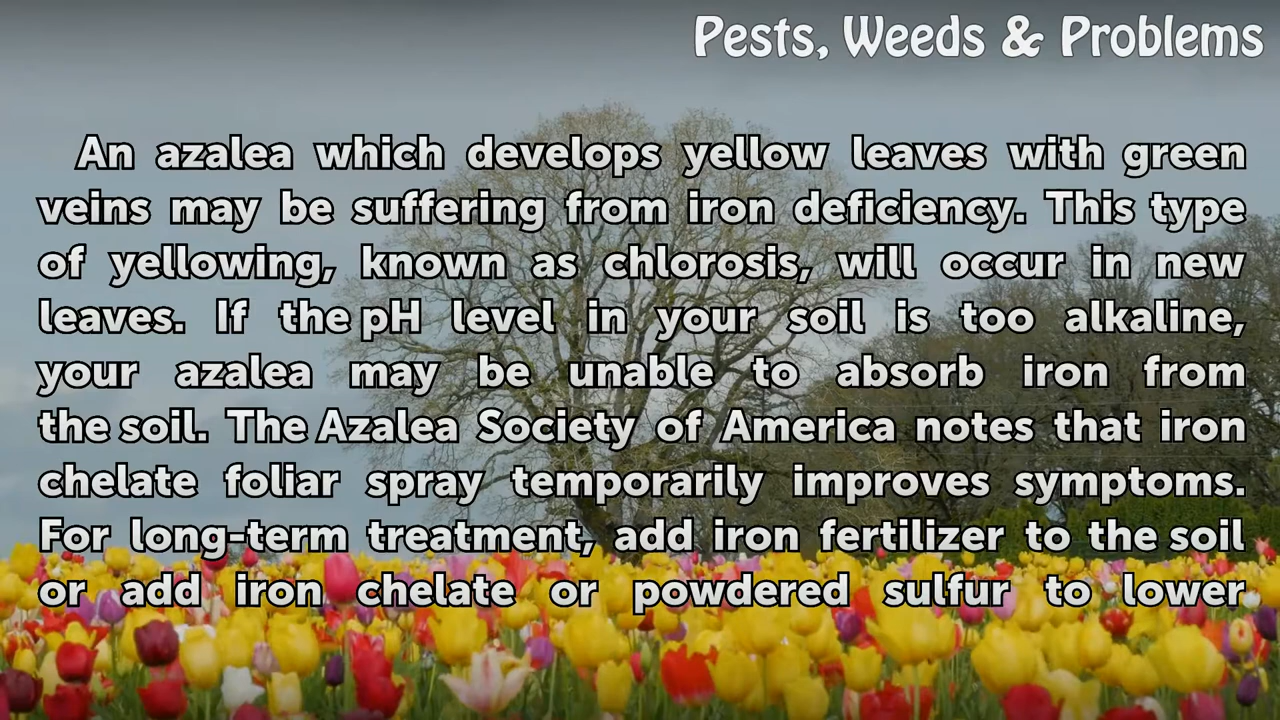 Pests, Weeds & Problems
An azalea which develops yellow leaves with green
veins may be suffering from iron deficiency. This type
of yellowing, known as chlorosis, will occur in new
leaves. If the pH level in your soil is too alkaline,
your azalea may be unable to absorb iron from
the soil. The Azalea Society of America notes that iron
chelate foliar spray temporarily improves symptoms.
For long-term treatment, add iron fertilizer to the soil
or add iron chelate or powdered sulfur to lower